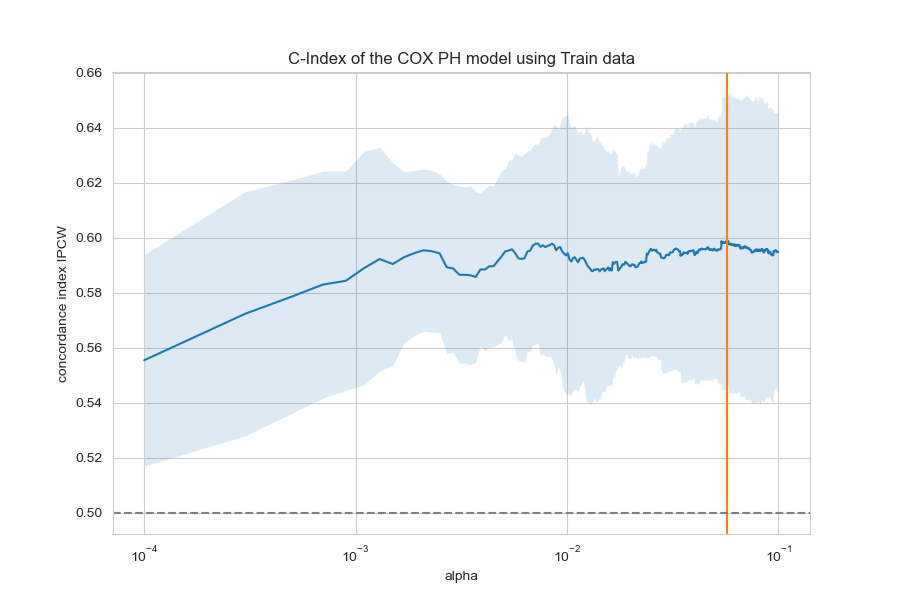 C-Index of the COX PH model using Train data
concordance index IPCW
0.66
0.64
0.62
0.60
0.58
0.56
0.54
0.52
0.50
10⁻⁴ 10⁻³ 10⁻² 10⁻¹
alpha